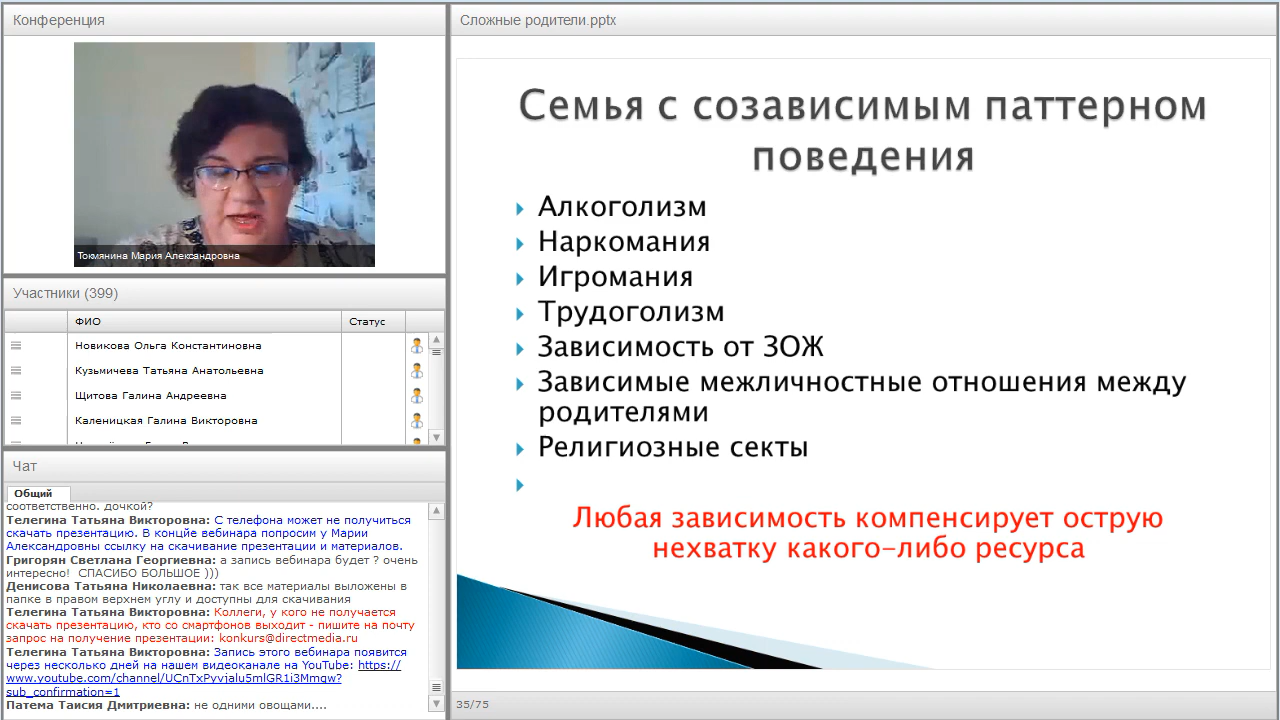 Конференция
Токмянина Мария Александровна
Участники (399)
ФИО
Статус
Новикова Ольга Константиновна
Кузьмичева Татьяна Анатольевна
Щитова Галина Андреевна
Каленицкая Галина Викторовна
Чат
Общий
соответственно. дочкой?
Телегина Татьяна Викторовна: С телефона может не получиться
скачать презентацию. В концйе вебинара попросим у Марии
Александровны ссылку на скачивание презентации и материалов.
Григорян Светлана Георгиевна: а запись вебинара будет ? очень
интересно! СПАСИБО БОЛЬШОЕ )))
Денисова Татьяна Николаевна: так все материалы выложены в
папке в правом верхнем углу и доступны для скачивания
Телегина Татьяна Викторовна: Коллеги, у кого не получается
скачать презентацию, кто со смартфонов выходит - пишите на почту
запрос на получение презентации: konkurs@directmedia.ru
Телегина Татьяна Викторовна: Запись этого вебинара появится
через несколько дней на нашем видеоканале на YouTube: https://
www.youtube.com/channel/UCnTxPyvjalu5mlGR1i3Mmgw?
sub_confirmation=1
Патема Таисия Дмитриевна: не одними овощами....
Сложные родители.pptx
Семья с созависимым паттерном
поведения
Алкоголизм
Наркомания
Игромания
Трудоголизм
Зависимость от ЗОЖ
Зависимые межличностные отношения между
родителями
Религиозные секты
Любая зависимость компенсирует острую
нехватку какого-либо ресурса
35/75